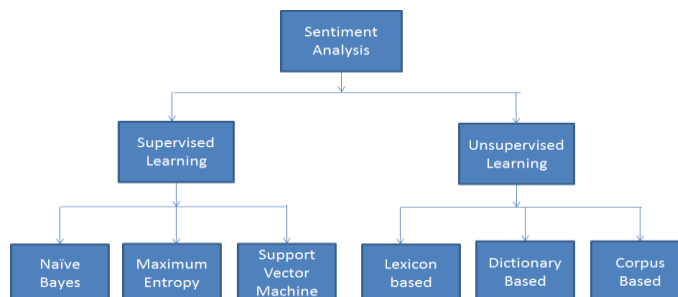 Sentiment
Analysis
Supervised
Learning
Unsupervised
Learning
Naïve
Bayes
Maximum
Entropy
Support
Vector
Machine
Lexicon
based
Dictionary
Based
Corpus
Based